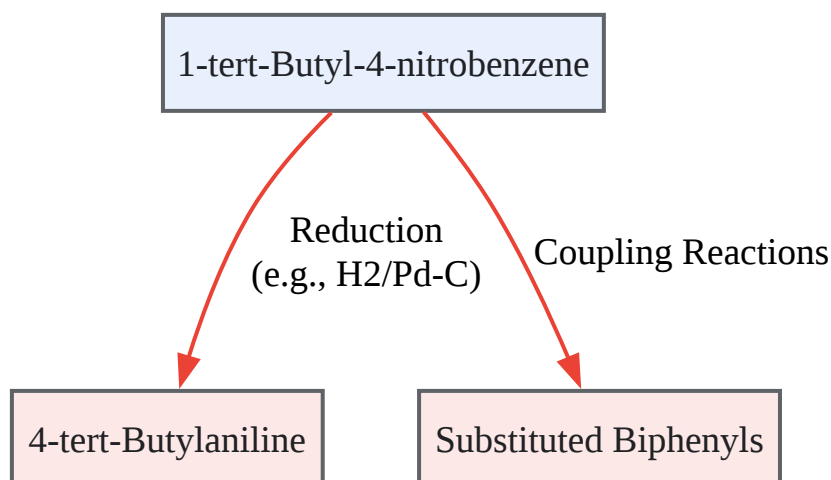 1-tert-Butyl-4-nitrobenzene
Reduction
(e.g., H2/Pd-C)
Coupling Reactions
4-tert-Butylaniline
Substituted Biphenyls